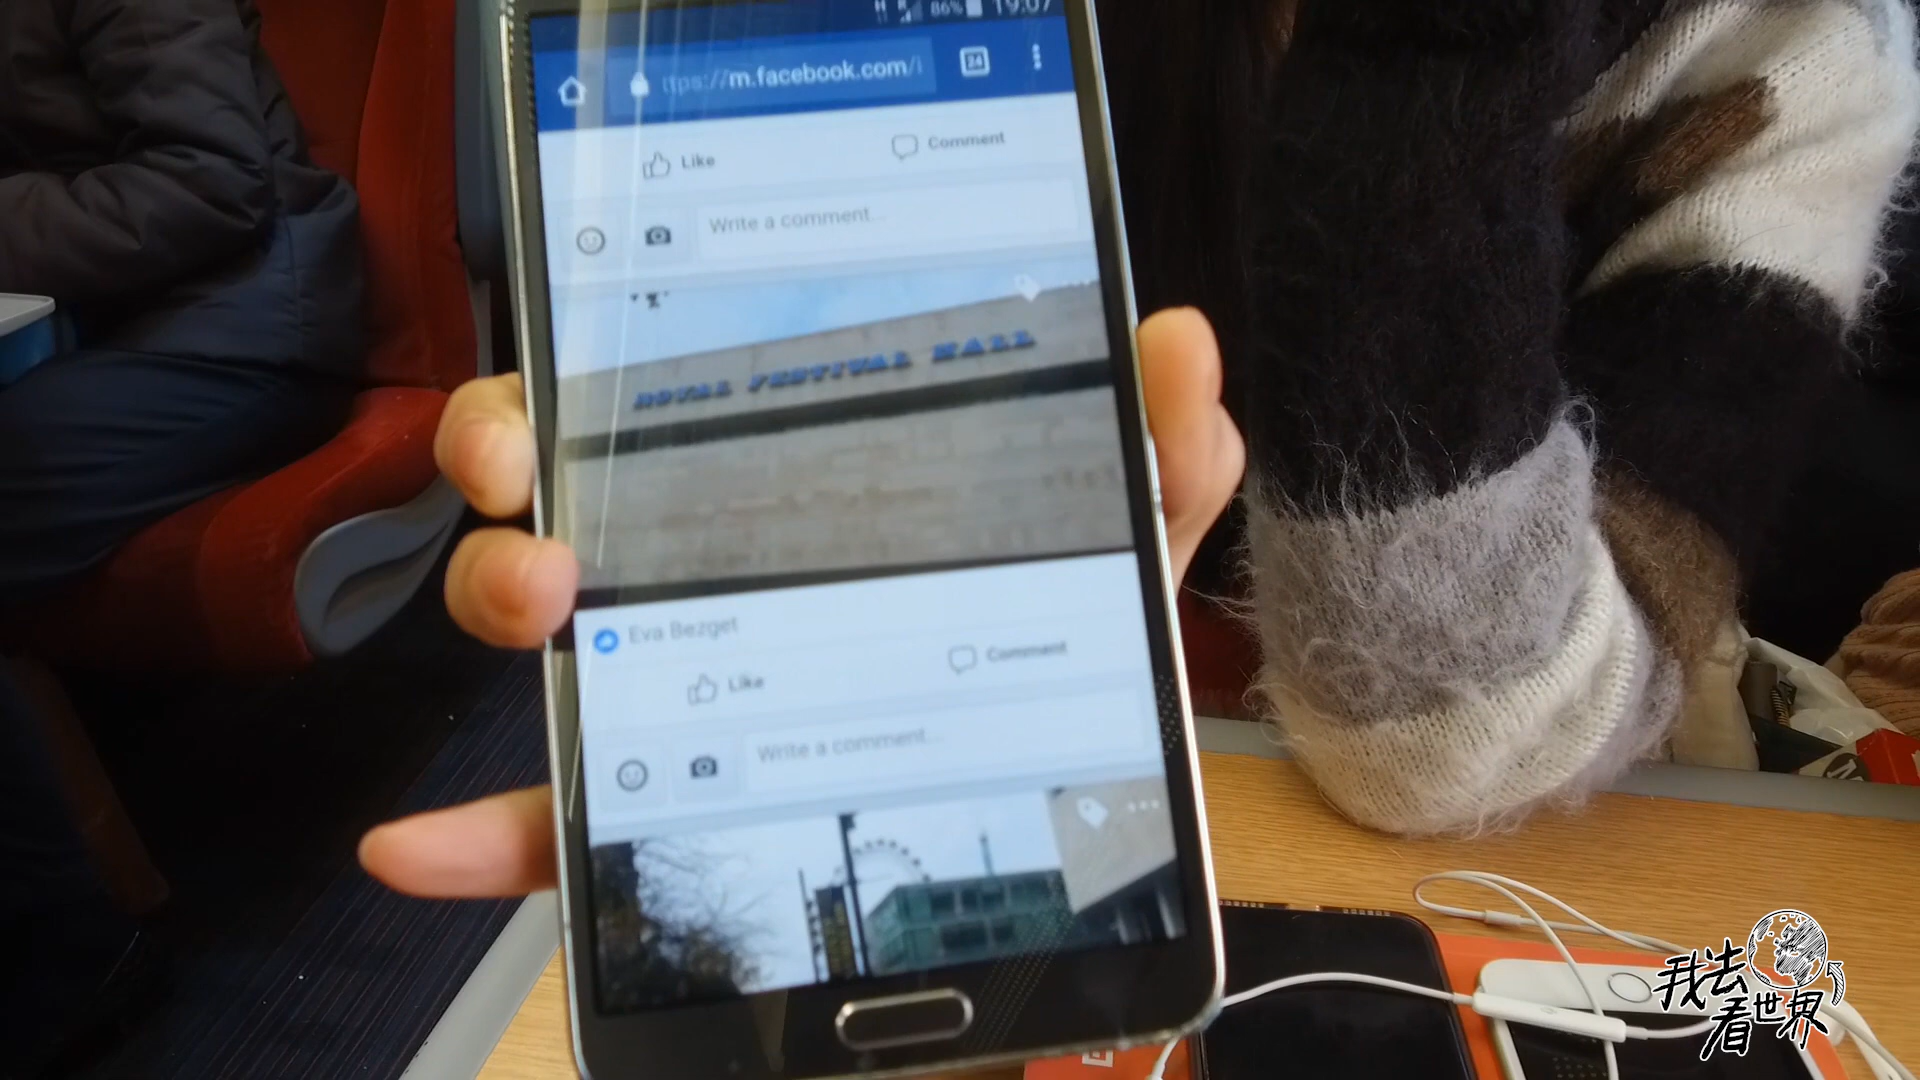 H R 86% 19:07
ttps://m.facebook.com/i 24
Like Comment
Write a comment...
ROYAL FESTIVAL HALL
Eva Bezget
Like Comment
Write a comment...
我去
看世界